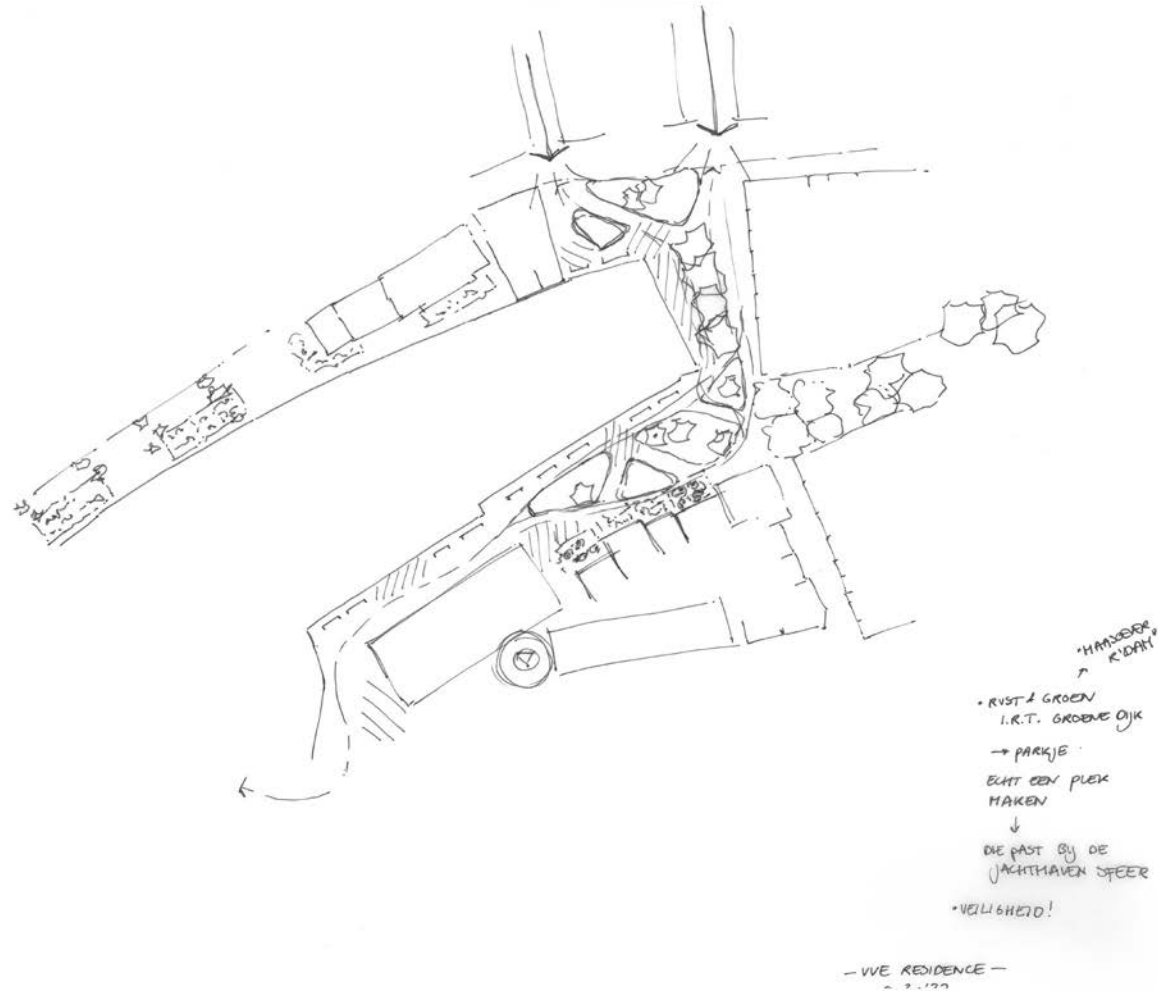 "MAASOEVER
R'DAM"
↑
• RUST & GROEN
I.R.T. GROENE DIJK
→ PARKJE
ECHT EEN PLEK
MAKEN
↓
DIE PAST BIJ DE
JACHTHAVEN SFEER
• VEILIGHEID!
— VVE RESIDENCE —